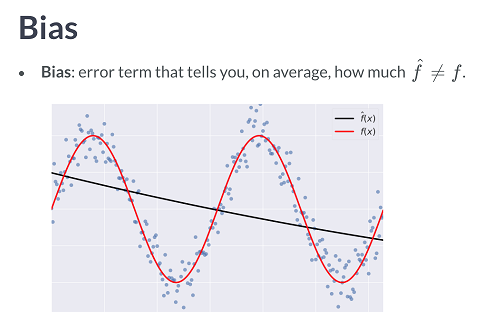 Bias
• Bias: error term that tells you, on average, how much f̂ ≠ f.
f̂(x)
f(x)